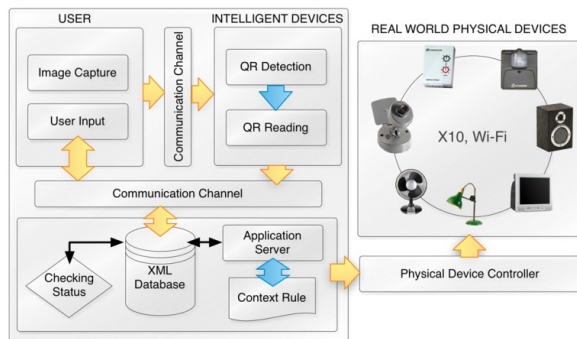 USER
Image Capture
User Input
Communication Channel
INTELLIGENT DEVICES
QR Detection
QR Reading
Communication Channel
Checking
Status
XML
Database
Application
Server
Context Rule
REAL WORLD PHYSICAL DEVICES
X10, Wi-Fi
Physical Device Controller